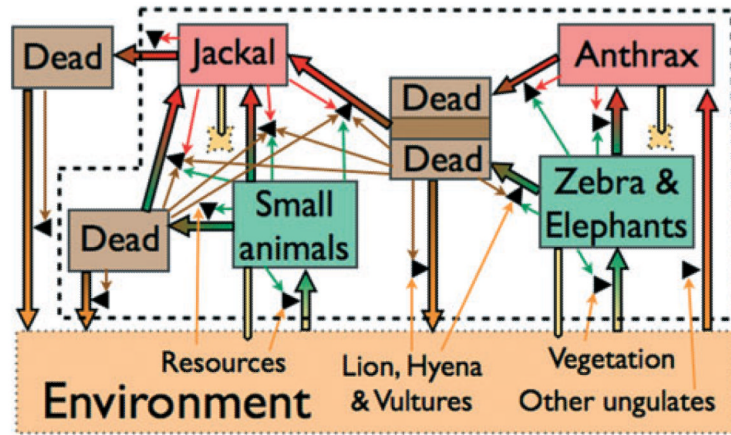 Dead
Jackal
Anthrax
Dead
Dead
Zebra &
Elephants
Small
animals
Dead
Resources
Lion, Hyena
& Vultures
Vegetation
Other ungulates
Environment